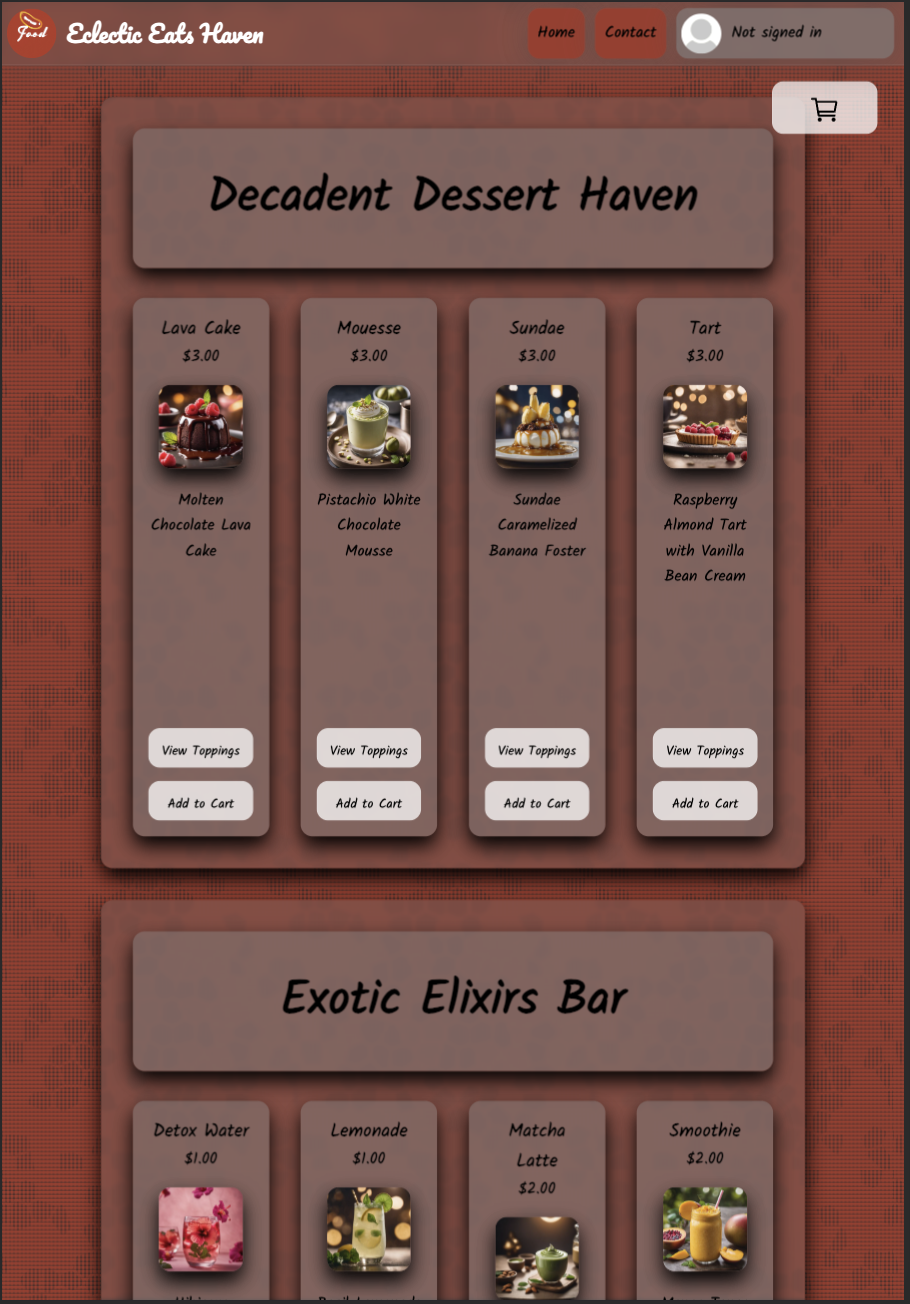 Food
Eclectic Eats Haven
Home
Contact
Not signed in
Decadent Dessert Haven
Lava Cake
$3.00
Molten
Chocolate Lava
Cake
View Toppings
Add to Cart
Mouesse
$3.00
Pistachio White
Chocolate
Mousse
View Toppings
Add to Cart
Sundae
$3.00
Sundae
Caramelized
Banana Foster
View Toppings
Add to Cart
Tart
$3.00
Raspberry
Almond Tart
with Vanilla
Bean Cream
View Toppings
Add to Cart
Exotic Elixirs Bar
Detox Water
$1.00
Lemonade
$1.00
Matcha
Latte
$2.00
Smoothie
$2.00